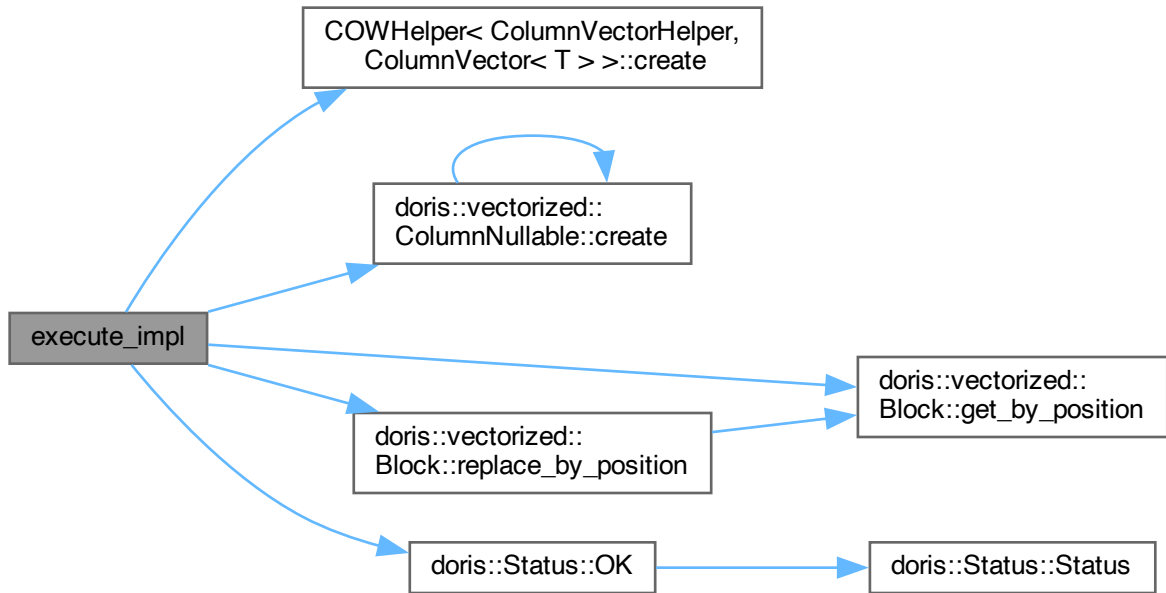 COWHelper< ColumnVectorHelper,
ColumnVector< T > >::create
doris::vectorized::
ColumnNullable::create
execute_impl
doris::vectorized::
Block::get_by_position
doris::vectorized::
Block::replace_by_position
doris::Status::OK
doris::Status::Status